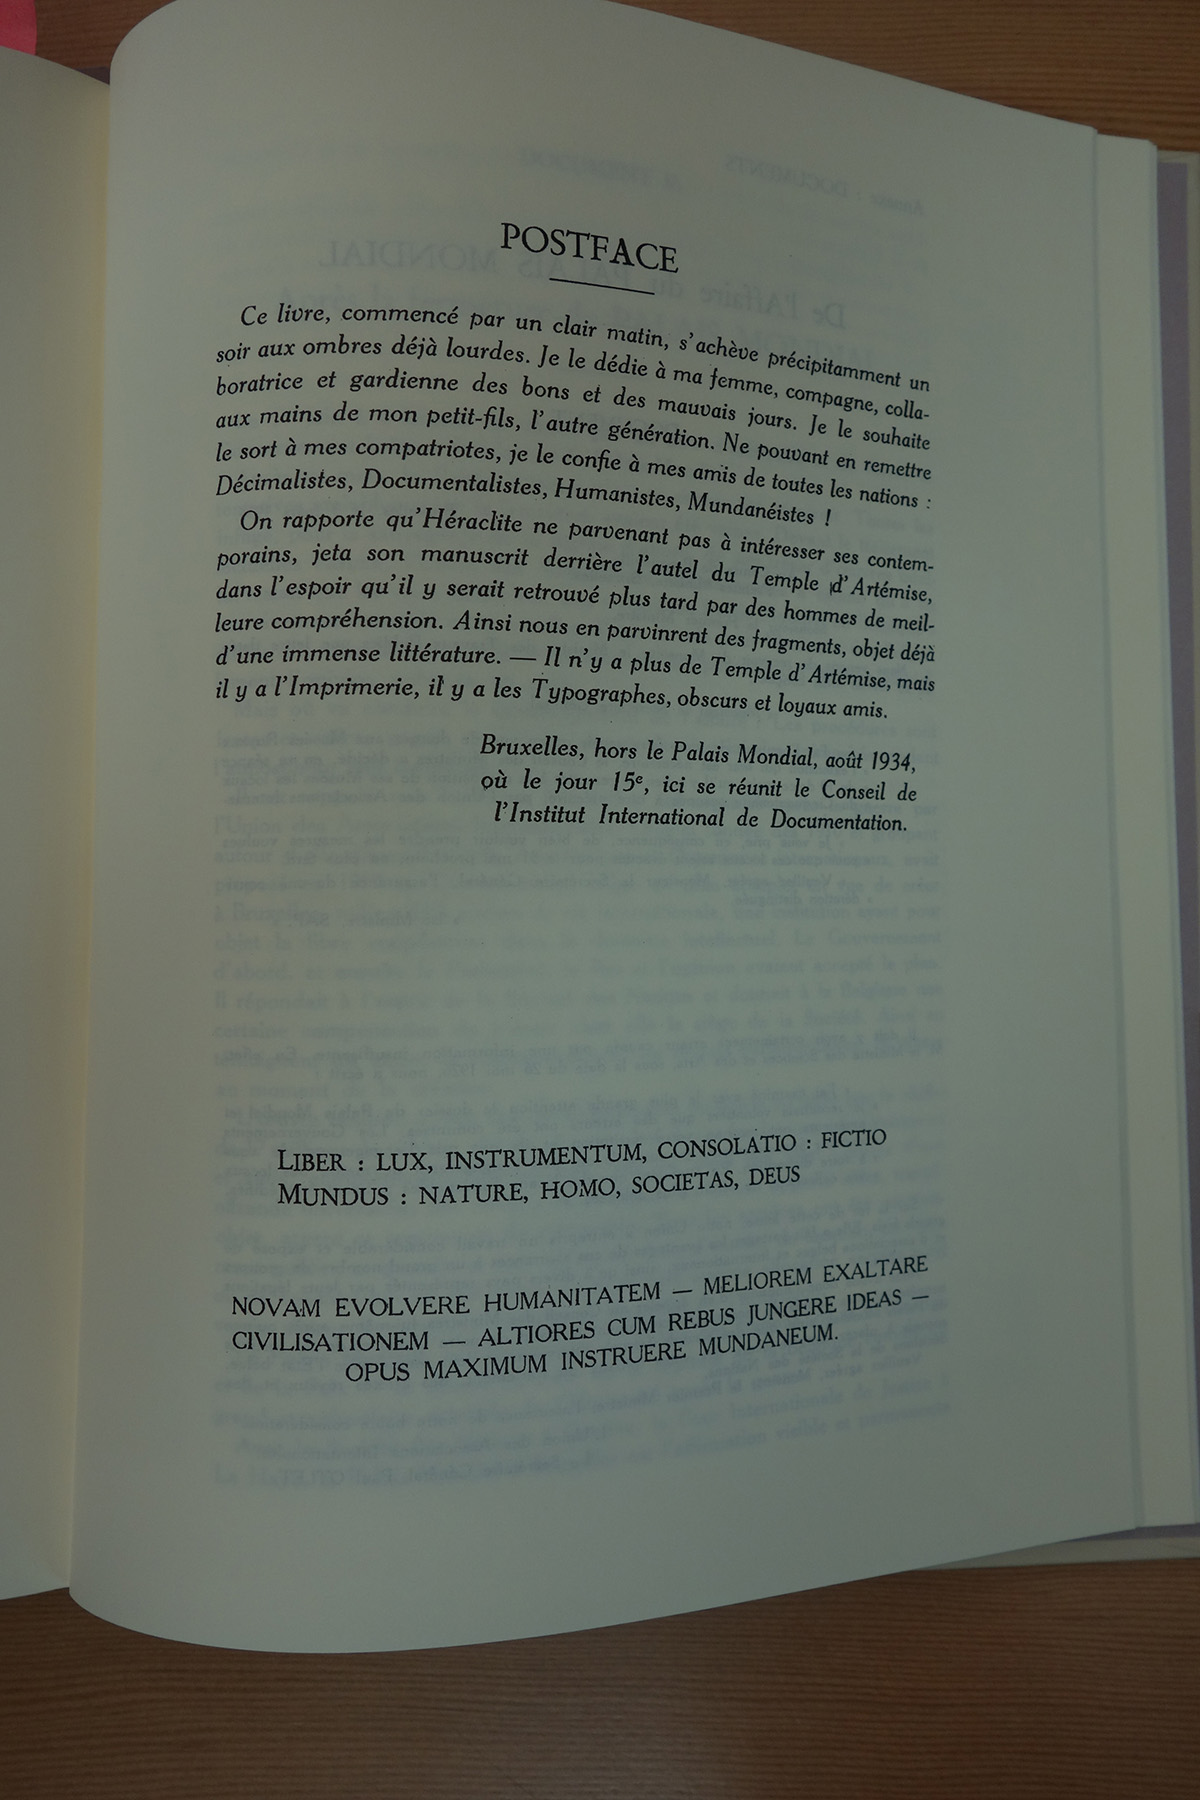 POSTFACE
Ce livre, commencé par un clair matin, s'achève précipitamment un
soir aux ombres déjà lourdes. Je le dédie à ma femme, compagne, colla-
boratrice et gardienne des bons et des mauvais jours. Je le souhaite
aux mains de mon petit-fils, l'autre génération. Ne pouvant en remettre
le sort à mes compatriotes, je le confie à mes amis de toutes les nations :
Décimalistes, Documentalistes, Humanistes, Mundanéistes !
On rapporte qu'Héraclite ne parvenant pas à intéresser ses contem-
porains, jeta son manuscrit derrière l'autel du Temple d'Artémise,
dans l'espoir qu'il y serait retrouvé plus tard par des hommes de meil-
leure compréhension. Ainsi nous en parvinrent des fragments, objet déjà
d'une immense littérature. — Il n'y a plus de Temple d'Artémise, mais
il y a l'Imprimerie, il y a les Typographes, obscurs et loyaux amis.
Bruxelles, hors le Palais Mondial, août 1934,
où le jour 15e, ici se réunit le Conseil de
l'Institut International de Documentation.
LIBER : LUX, INSTRUMENTUM, CONSOLATIO : FICTIO
MUNDUS : NATURE, HOMO, SOCIETAS, DEUS
NOVAM EVOLVERE HUMANITATEM — MELIOREM EXALTARE
CIVILISATIONEM — ALTIORES CUM REBUS JUNGERE IDEAS —
OPUS MAXIMUM INSTRUERE MUNDANEUM.